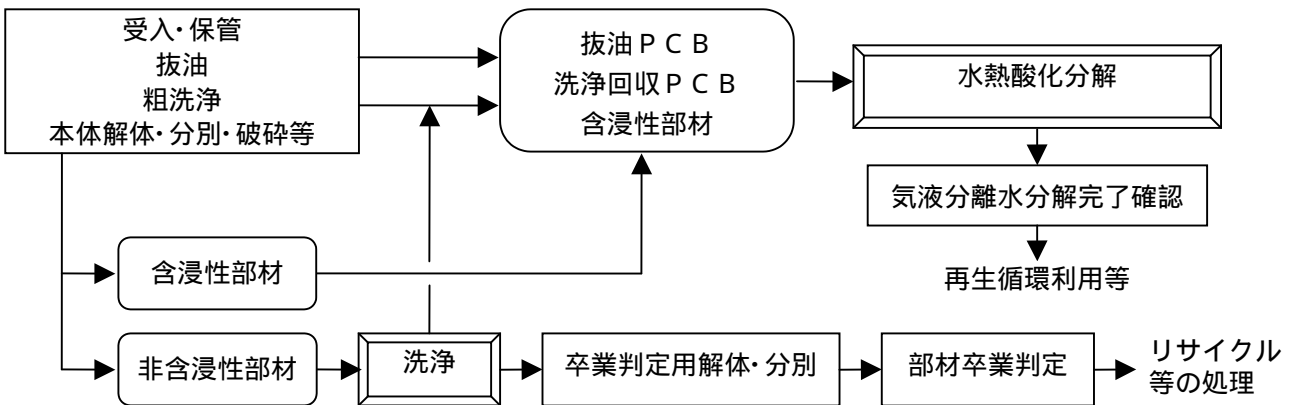 受入・保管
抜油
粗洗浄
本体解体・分別・破砕等
抜油ＰＣＢ
洗浄回収ＰＣＢ
含浸性部材
水熱酸化分解
気液分離水分解完了確認
再生循環利用等
含浸性部材
非含浸性部材
洗浄
卒業判定用解体・分別
部材卒業判定
リサイクル
等の処理